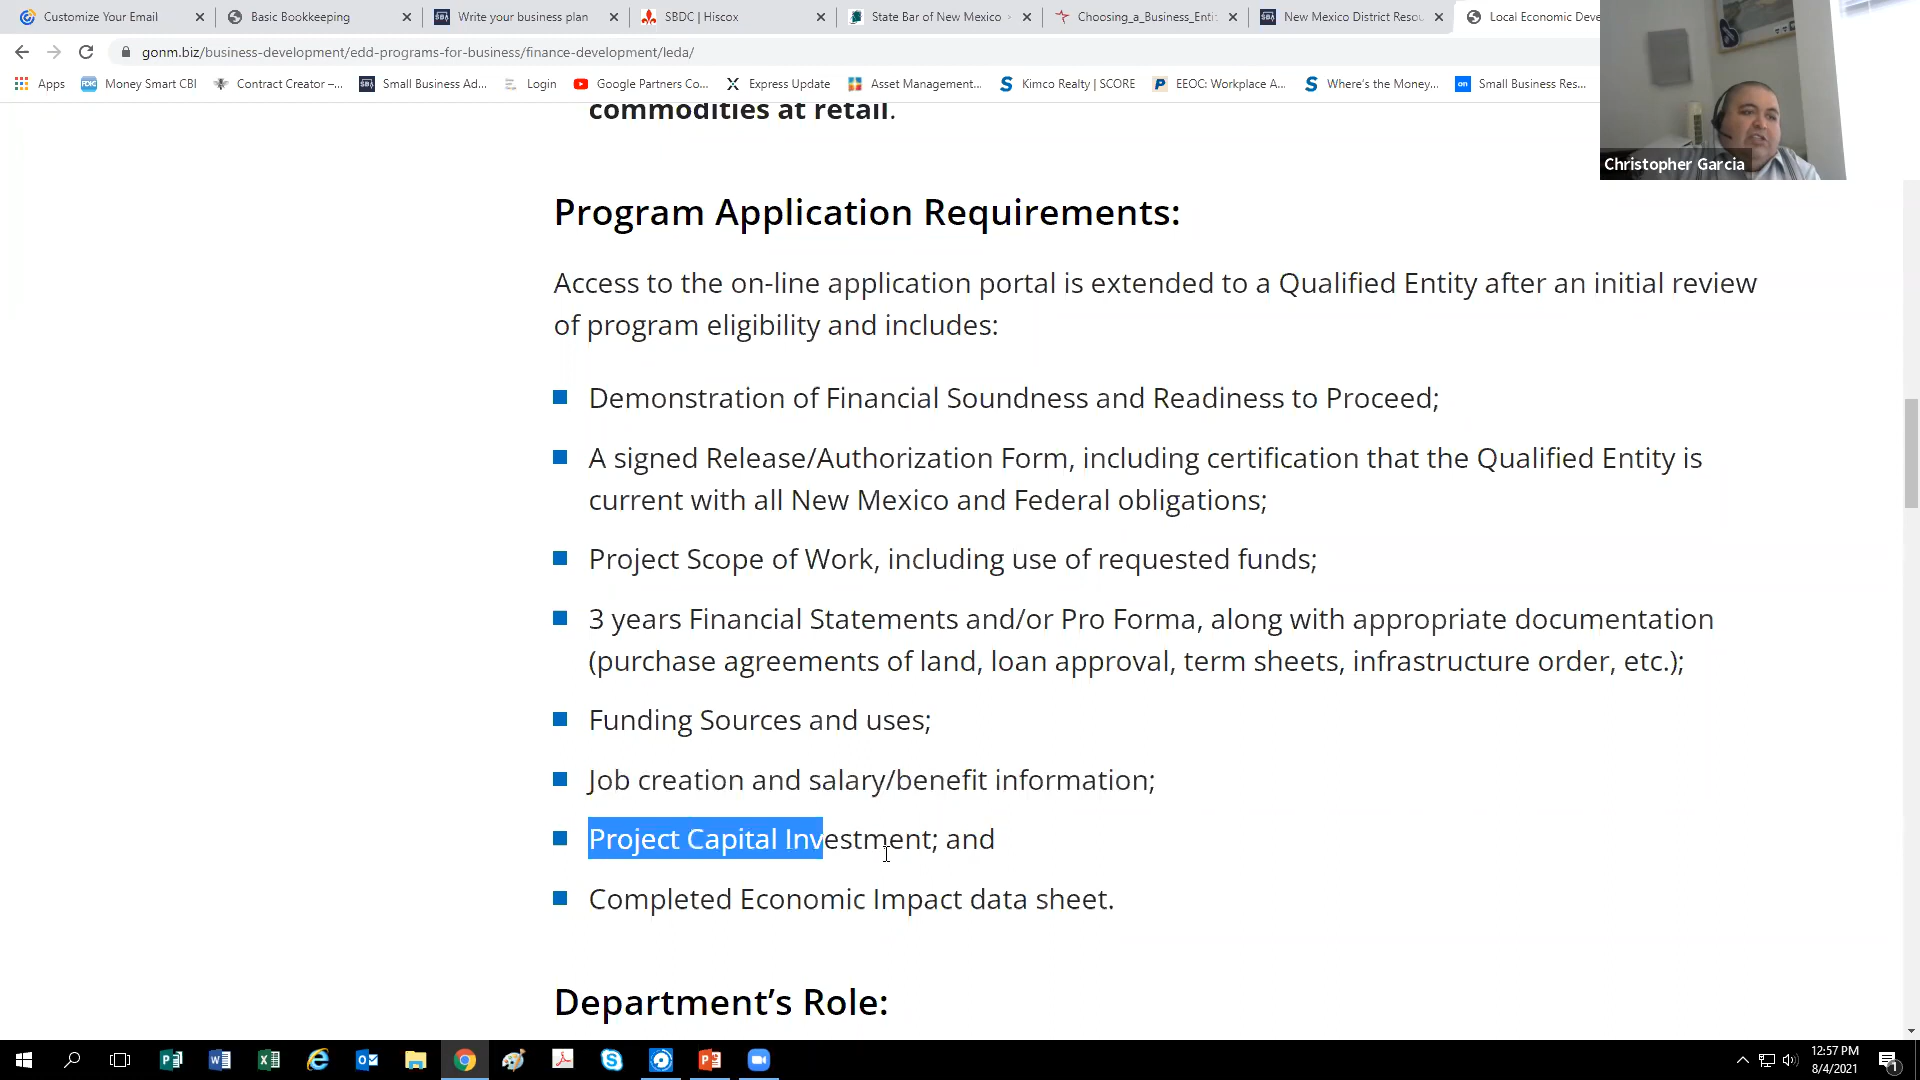 Customize Your Email
Basic Bookkeeping
Write your business plan
SBDC | Hiscox
State Bar of New Mexico
Choosing_a_Business_Enti
New Mexico District Resou
Local Economic Deve
gonm.biz/business-development/edd-programs-for-business/finance-development/leda/
Apps
Money Smart CBI
Contract Creator –...
Small Business Ad...
Login
Google Partners Co...
Express Update
Asset Management...
Kimco Realty | SCORE
EEOC: Workplace A...
Where's the Money...
Small Business Res...
Christopher Garcia
commodities at retail.
Program Application Requirements:
Access to the on-line application portal is extended to a Qualified Entity after an initial review
of program eligibility and includes:
Demonstration of Financial Soundness and Readiness to Proceed;
A signed Release/Authorization Form, including certification that the Qualified Entity is
current with all New Mexico and Federal obligations;
Project Scope of Work, including use of requested funds;
3 years Financial Statements and/or Pro Forma, along with appropriate documentation
(purchase agreements of land, loan approval, term sheets, infrastructure order, etc.);
Funding Sources and uses;
Job creation and salary/benefit information;
Project Capital Investment; and
Completed Economic Impact data sheet.
Department’s Role:
12:57 PM
8/4/2021